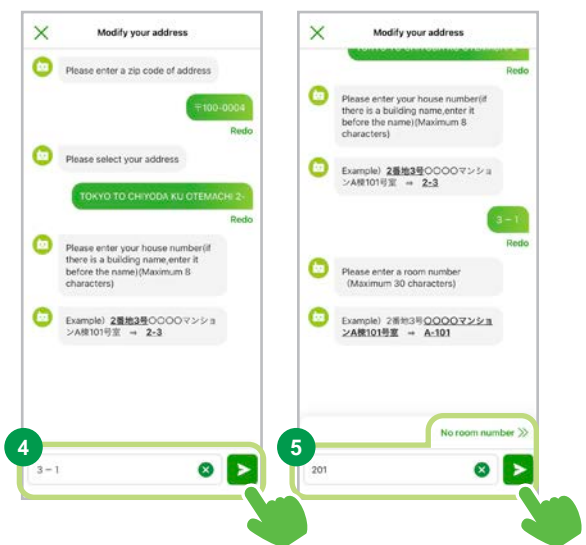 Modify your address
Please enter a zip code of address
〒100-0004
Redo
Please select your address
TOKYO TO CHIYODA KU OTEMACHI 2-
Redo
Please enter your house number(if
there is a building name,enter it
before the name)(Maximum 8
characters)
Example) 2番地3号〇〇〇〇マンショ
ンA棟101号室 ⇒ 2-3
4
3－1
Modify your address
Redo
Please enter your house number(if
there is a building name,enter it
before the name)(Maximum 8
characters)
Example) 2番地3号〇〇〇〇マンショ
ンA棟101号室 ⇒ 2-3
3－1
Redo
Please enter a room number
(Maximum 30 characters)
Example) 2番地3号〇〇〇〇マンショ
ンA棟101号室 ⇒ A-101
No room number
5
201